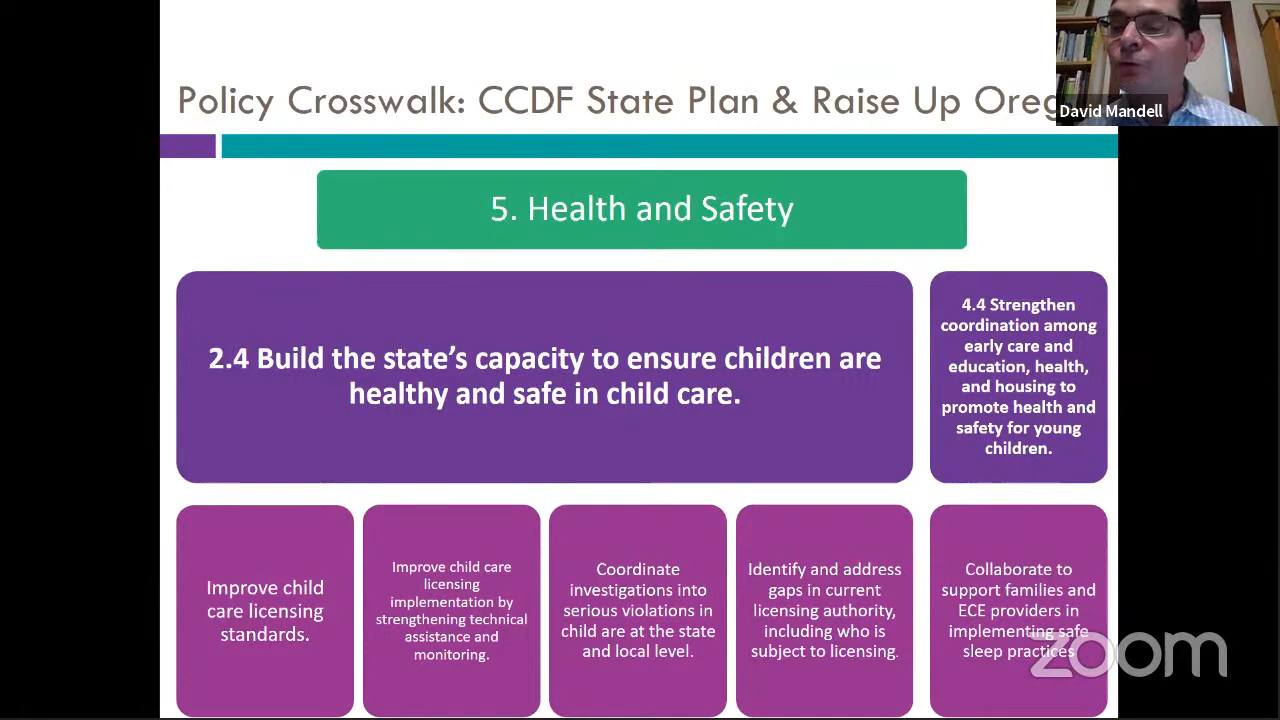 Policy Crosswalk: CCDF State Plan & Raise Up Oreg
David Mandell
5. Health and Safety
2.4 Build the state's capacity to ensure children are
healthy and safe in child care.
4.4 Strengthen
coordination among
early care and
education, health,
and housing to
promote health and
safety for young
children.
Improve child
care licensing
standards.
Improve child care
licensing
implementation by
strengthening technical
assistance and
monitoring.
Coordinate
investigations into
serious violations in
child are at the state
and local level.
Identify and address
gaps in current
licensing authority,
including who is
subject to licensing.
Collaborate to
support families and
ECE providers in
implementing safe
sleep practices
zoom